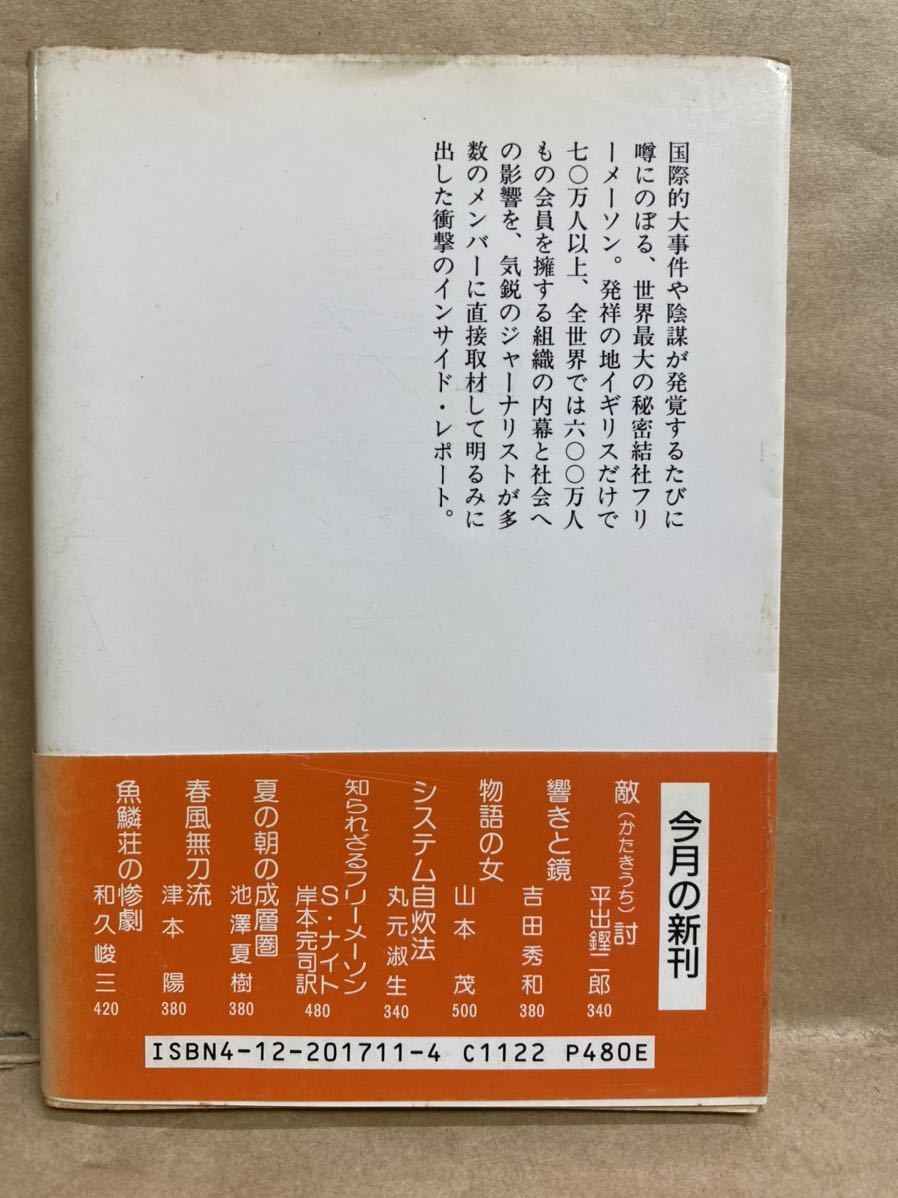 国際的大事件や陰謀が発覚するたびに
噂にのぼる、世界最大の秘密結社フリ
ーメーソン。発祥の地イギリスだけで
七〇万人以上、全世界では六〇〇万人
もの会員を擁する組織の内幕と社会へ
の影響を、気鋭のジャーナリストが多
数のメンバーに直接取材して明るみに
出した衝撃のインサイド・レポート。
今月の新刊
敵(かたきうち)討
平出鏗二郎
340
響きと鏡
吉田秀和
380
物語の女
山本茂
500
システム自炊法
丸元淑生
340
知られざるフリーメーソン
S・ナイト
岸本完司訳
480
夏の朝の成層圏
池澤夏樹
380
春風無刀流
津本陽
380
魚鱗荘の惨劇
和久峻三
420
ISBN4-12-201711-4 C1122 P480E